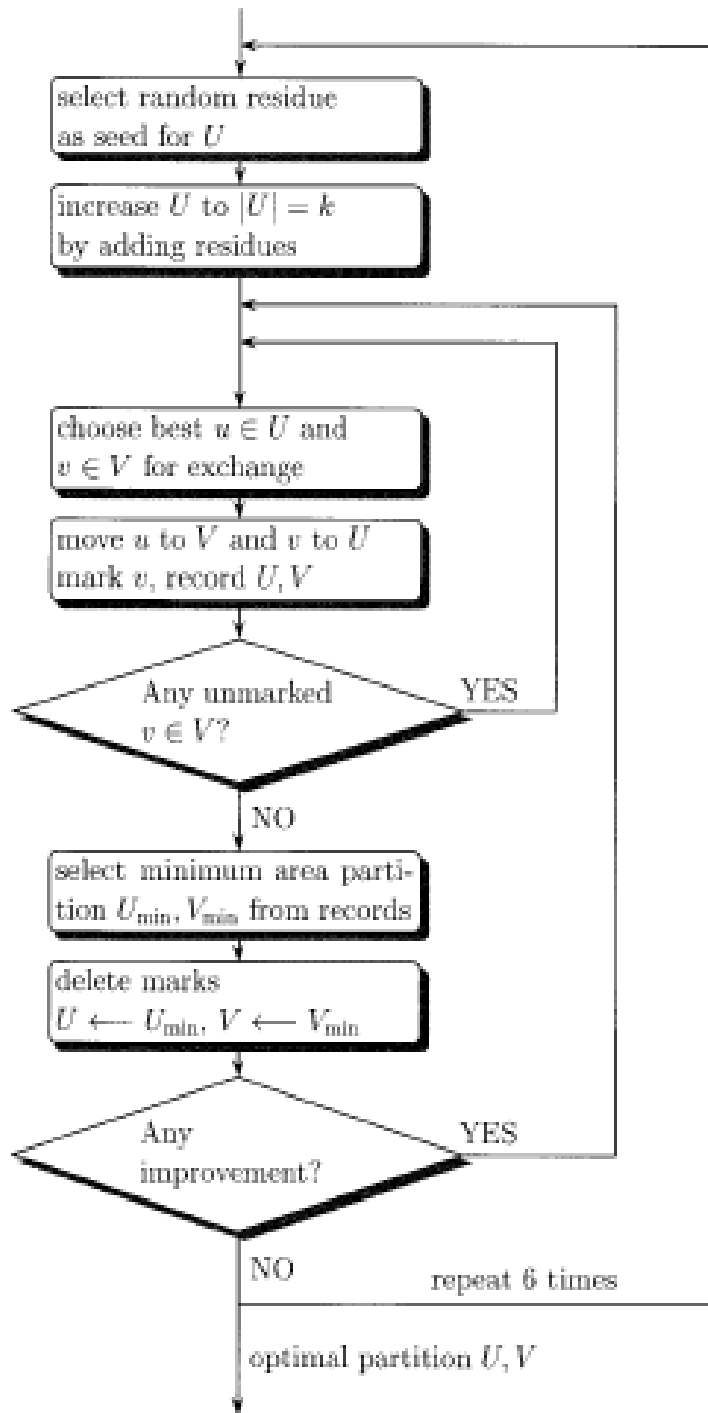 select random residue
as seed for U
increase U to |U| = k
by adding residues
choose best u ∈ U and
v ∈ V for exchange
move u to V and v to U
mark v, record U, V
Any unmarked
v ∈ V?
YES
NO
select minimum area parti-
tion U_min, V_min from records
delete marks
U ⟵ U_min, V ⟵ V_min
Any
improvement?
YES
NO
repeat 6 times
optimal partition U, V